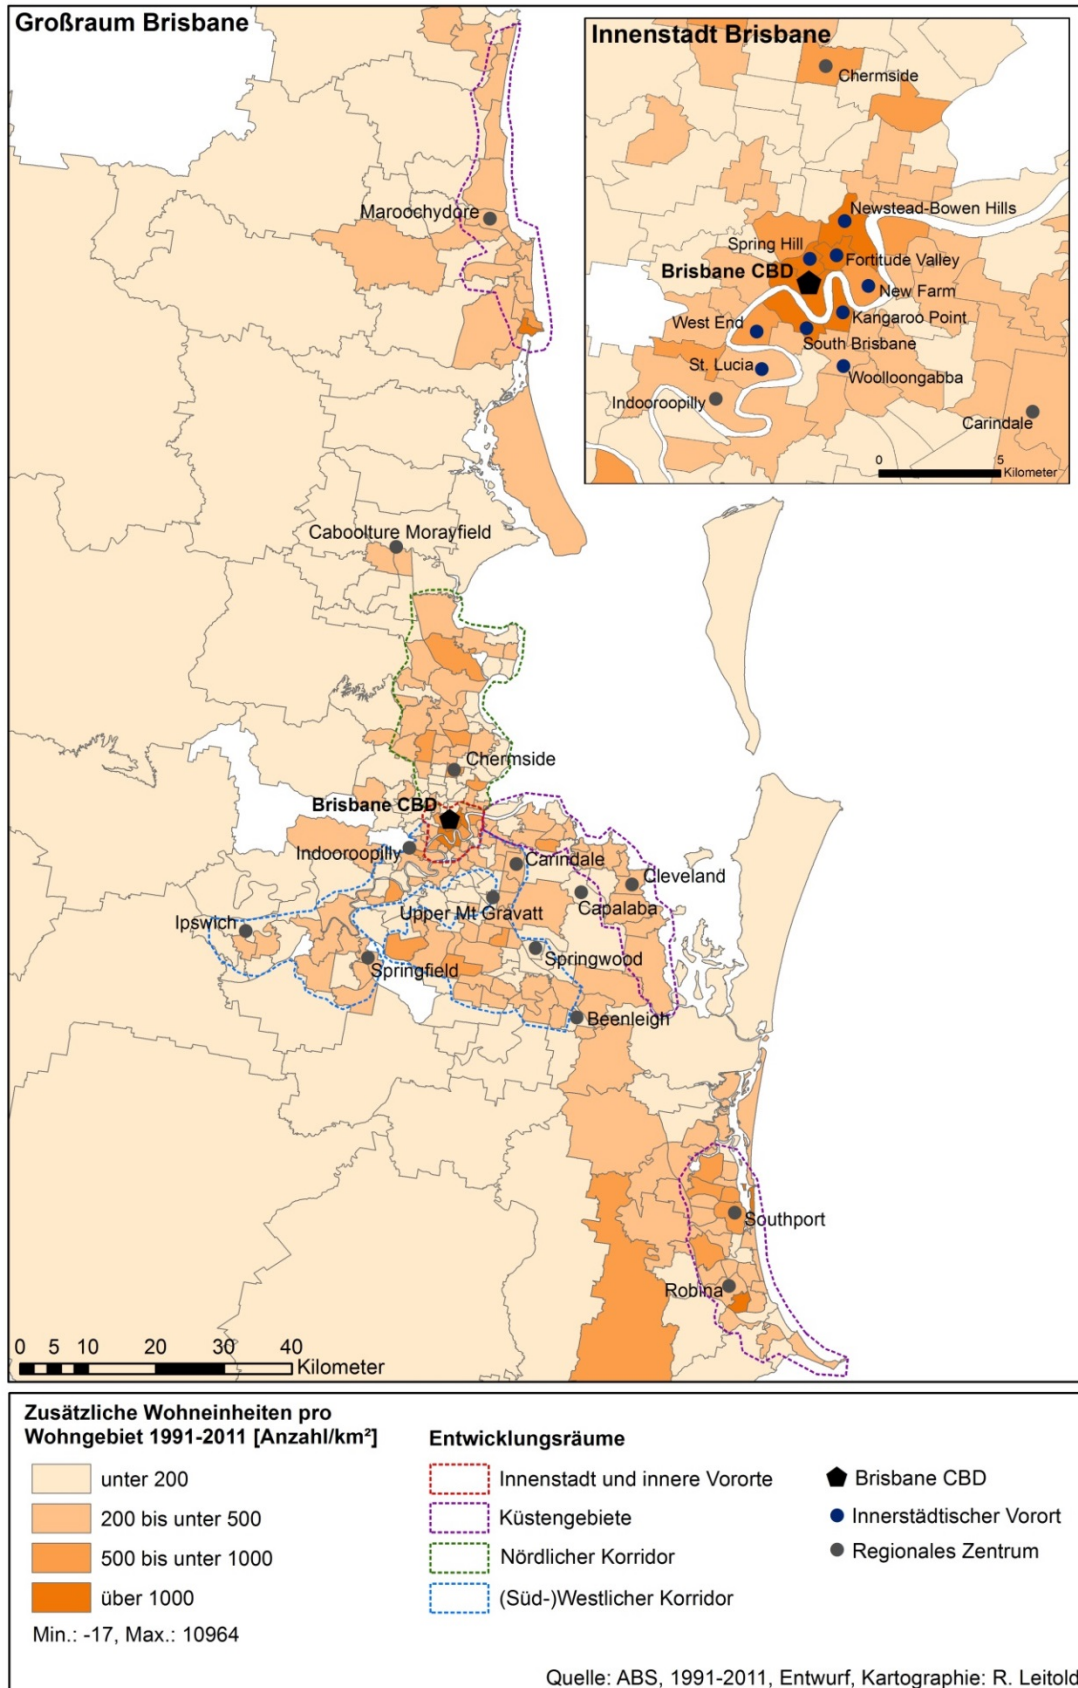 Großraum Brisbane
Maroochydore
Caboolture Morayfield
Chermside
Brisbane CBD
Indooroopilly
Carindale
Cleveland
Capalaba
Upper Mt Gravatt
Ipswich
Springfield
Springwood
Beenleigh
Southport
Robina
0 10 20 30 40
Kilometer
Innenstadt Brisbane
Chermside
Newstead-Bowen Hills
Spring Hill
Fortitude Valley
Brisbane CBD
New Farm
Kangaroo Point
West End
South Brisbane
St. Lucia
Woolloongabba
Indooroopilly
Carindale
0 5
Kilometer
Zusätzliche Wohneinheiten pro
Wohngebiet 1991-2011 [Anzahl/km²]
unter 200
200 bis unter 500
500 bis unter 1000
über 1000
Min.: -17, Max.: 10964
Entwicklungsräume
Innenstadt und innere Vororte
Küstengebiete
Nördlicher Korridor
(Süd-)Westlicher Korridor
Brisbane CBD
Innerstädtischer Vorort
Regionales Zentrum
Quelle: ABS, 1991-2011, Entwurf, Kartographie: R. Leitold